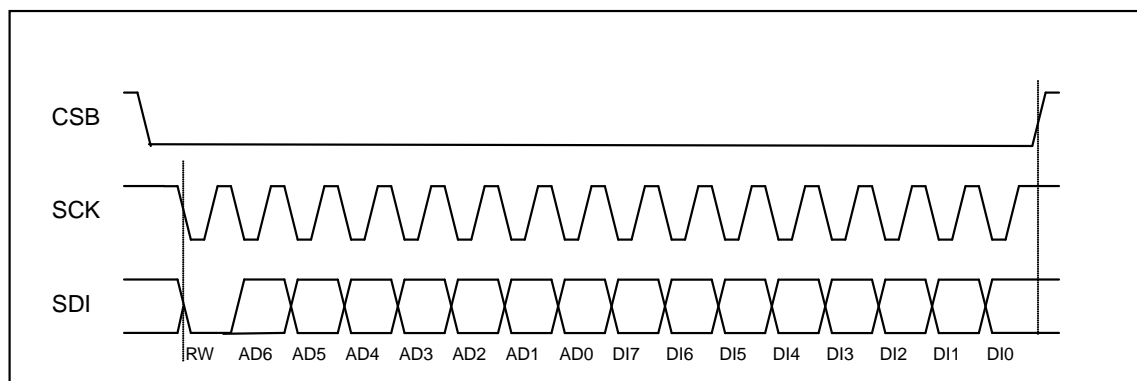 CSB
SCK
SDI
RW AD6 AD5 AD4 AD3 AD2 AD1 AD0 DI7 DI6 DI5 DI4 DI3 DI2 DI1 DI0